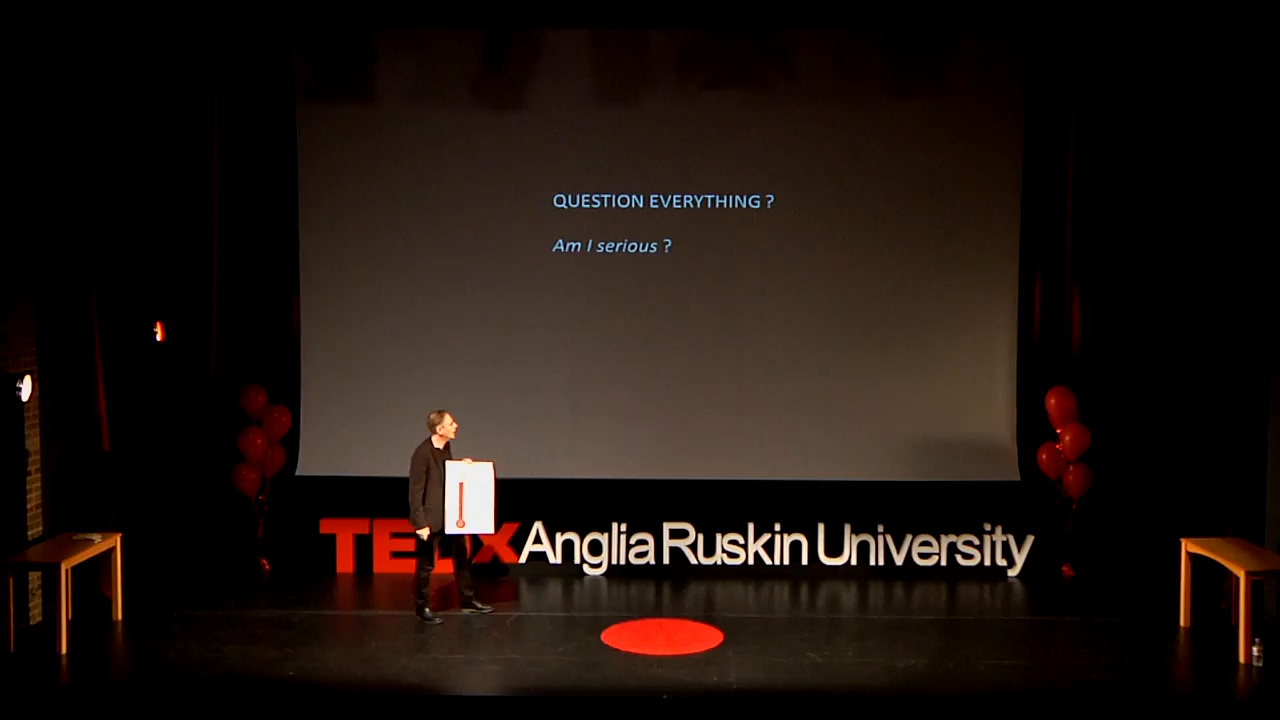 QUESTION EVERYTHING ?
Am I serious ?
TEDx Anglia Ruskin University